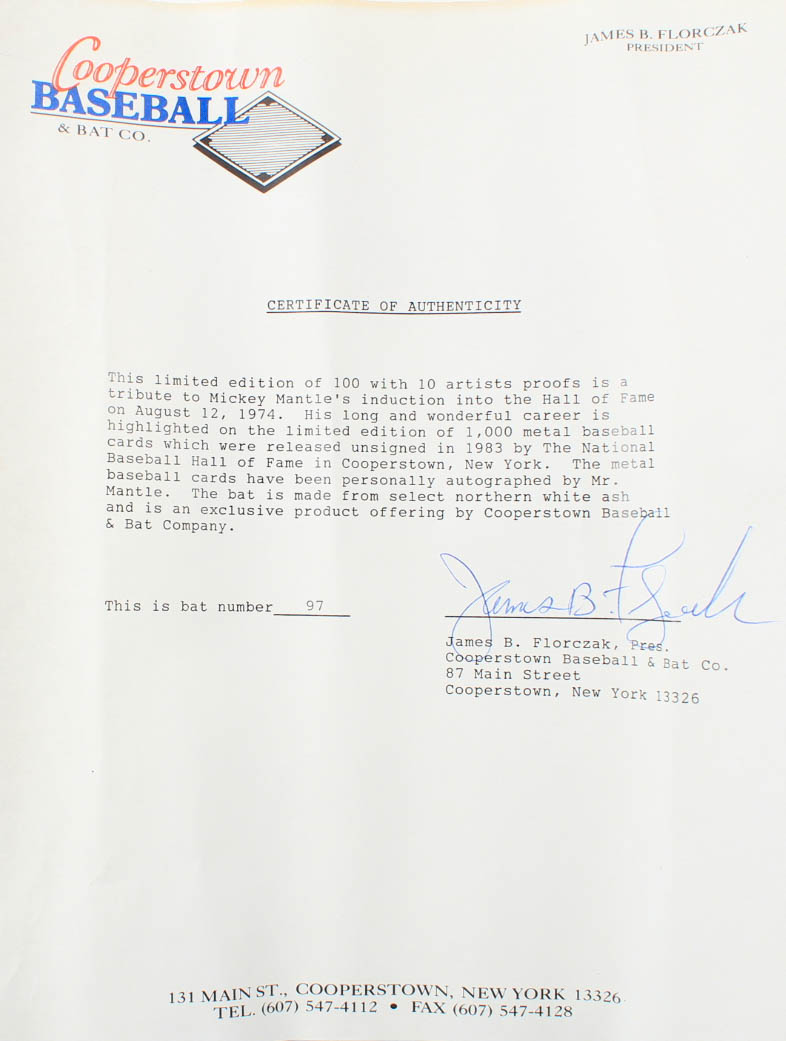 Cooperstown
BASEBALL
& BAT CO.
JAMES B. FLORCZAK
PRESIDENT
CERTIFICATE OF AUTHENTICITY
This limited edition of 100 with 10 artists proofs is a
tribute to Mickey Mantle's induction into the Hall of Fame
on August 12, 1974. His long and wonderful career is
highlighted on the limited edition of 1,000 metal baseball
cards which were released unsigned in 1983 by The National
Baseball Hall of Fame in Cooperstown, New York. The metal
baseball cards have been personally autographed by Mr.
Mantle. The bat is made from select northern white ash
and is an exclusive product offering by Cooperstown Baseball
& Bat Company.
This is bat number 97
James B. Florczak
James B. Florczak, Pres.
Cooperstown Baseball & Bat Co.
87 Main Street
Cooperstown, New York 13326
131 MAIN ST., COOPERSTOWN, NEW YORK 13326
TEL. (607) 547-4112 • FAX (607) 547-4128